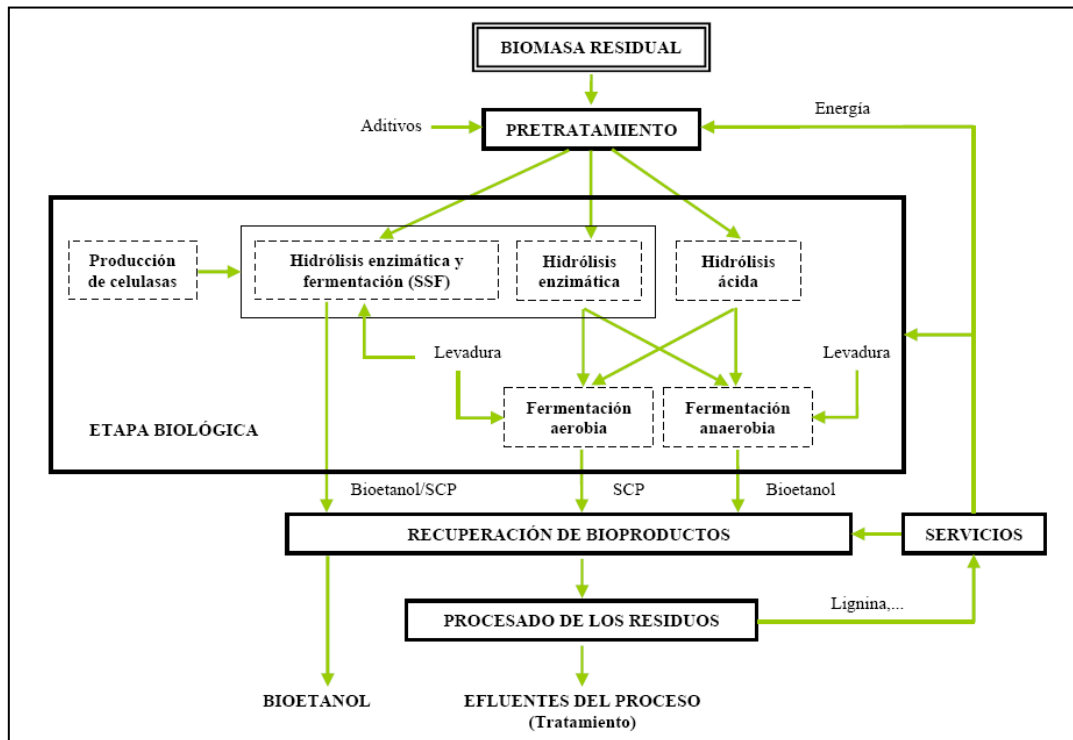 BIOMASA RESIDUAL
Energía
Aditivos
PRETRATAMIENTO
Producción
de celulasas
Hidrólisis enzimática y
fermentación (SSF)
Hidrólisis
enzimática
Hidrólisis
ácida
Levadura
Levadura
Fermentación
aerobia
Fermentación
anaerobia
ETAPA BIOLÓGICA
Bioetanol/SCP
SCP
Bioetanol
RECUPERACIÓN DE BIOPRODUCTOS
SERVICIOS
Lignina,...
PROCESADO DE LOS RESIDUOS
BIOETANOL
EFLUENTES DEL PROCESO
(Tratamiento)